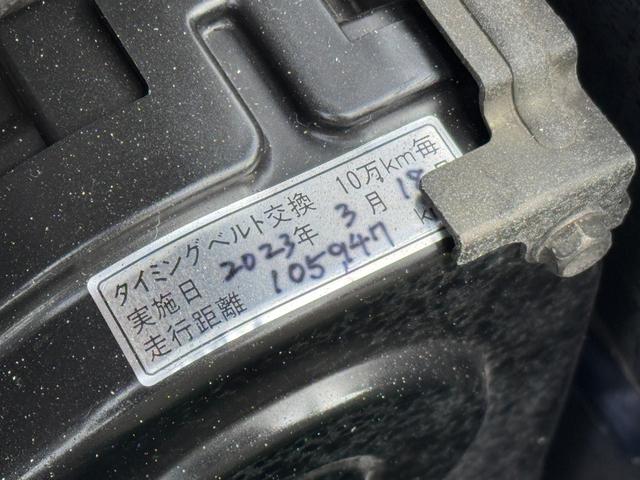 タイミングベルト交換 10万km毎
実施日 2023年 3月
走行距離 105947